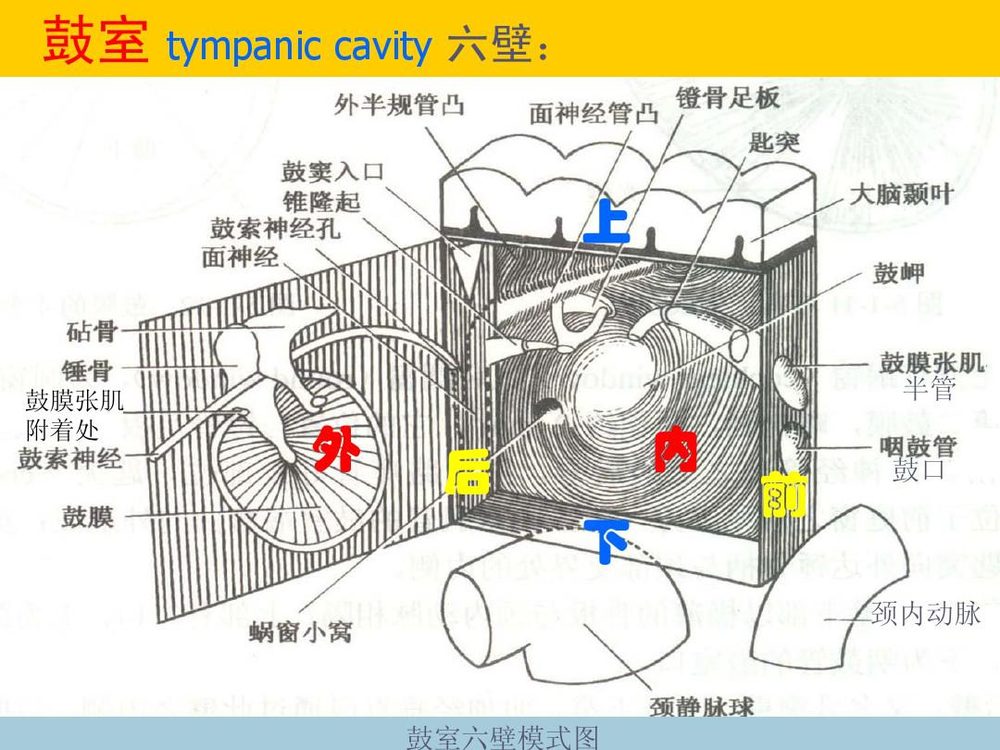 鼓室 tympanic cavity 六壁：
外半规管凸
面神经管凸
镫骨足板
匙突
鼓窦入口
锥隆起
鼓索神经孔
面神经
大脑颞叶
上
鼓岬
砧骨
锤骨
鼓膜张肌
附着处
鼓索神经
鼓膜
鼓膜张肌
半管
咽鼓管
鼓口
外
后
内
前
下
蜗窗小窝
颈内动脉
颈静脉球
鼓室六壁模式图